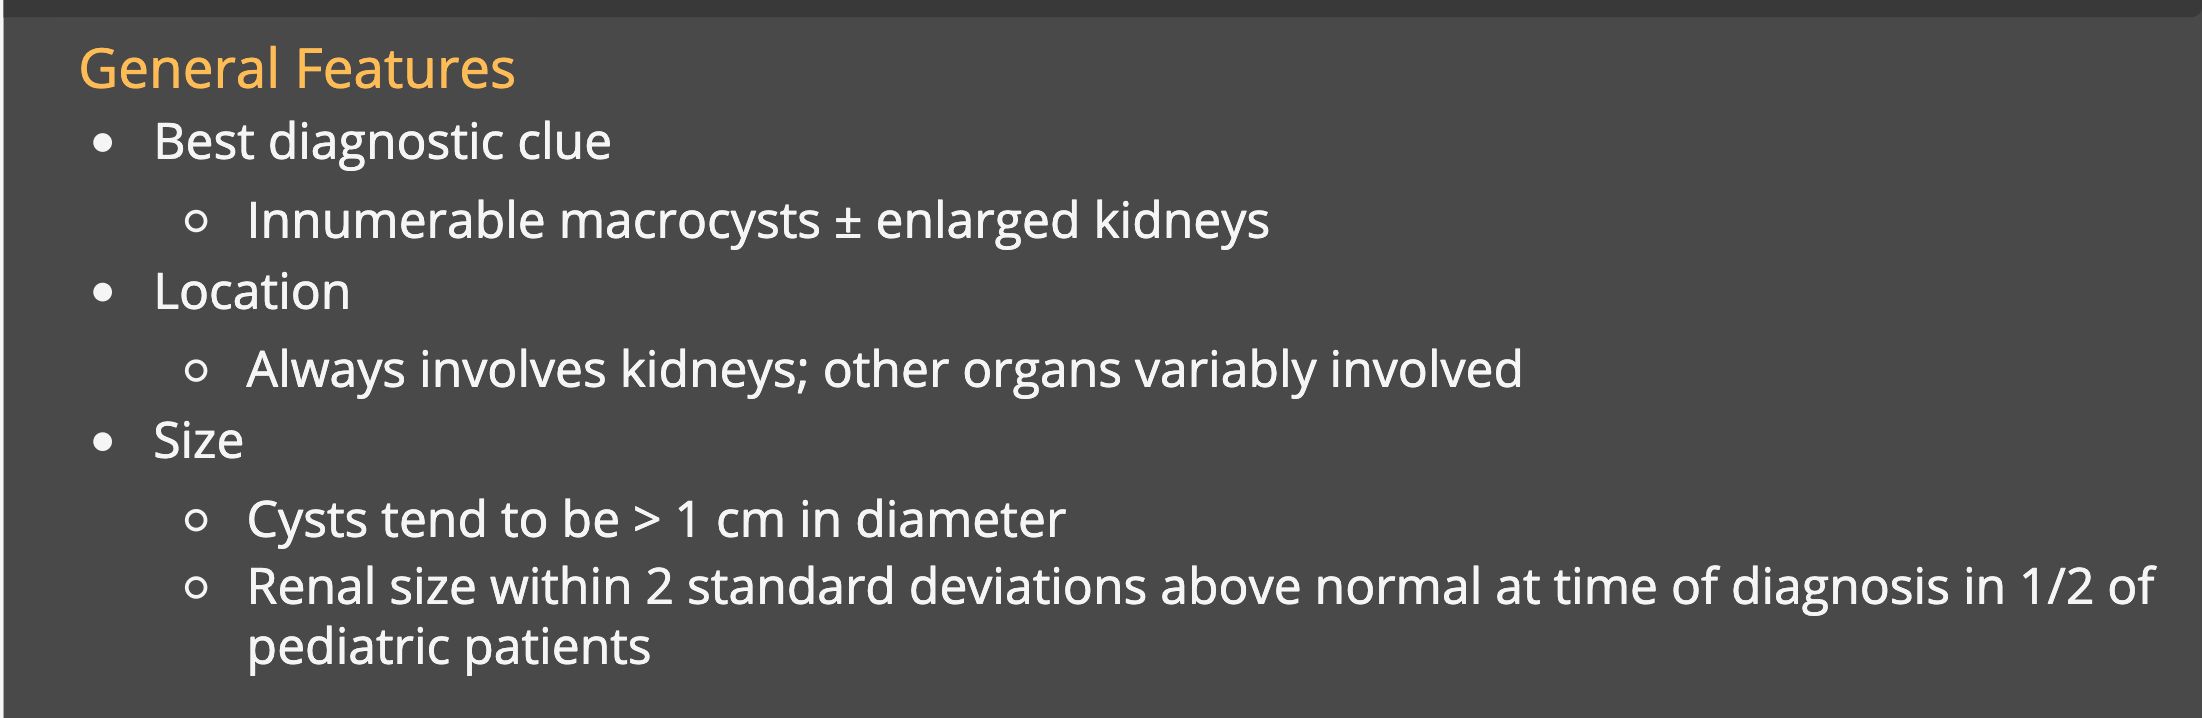 General Features
• Best diagnostic clue
○ Innumerable macrocysts ± enlarged kidneys
• Location
○ Always involves kidneys; other organs variably involved
• Size
○ Cysts tend to be > 1 cm in diameter
○ Renal size within 2 standard deviations above normal at time of diagnosis in 1/2 of
pediatric patients